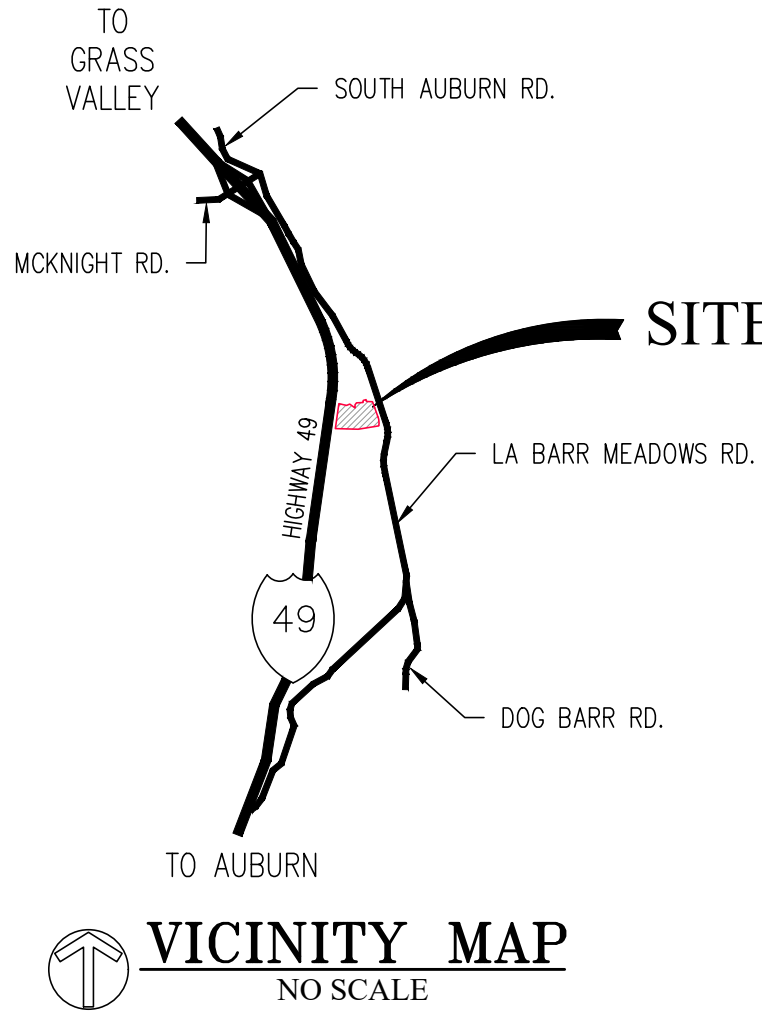 TO
GRASS
VALLEY
SOUTH AUBURN RD.
MCKNIGHT RD.
SITE
HIGHWAY 49
LA BARR MEADOWS RD.
49
DOG BARR RD.
TO AUBURN
VICINITY MAP
NO SCALE